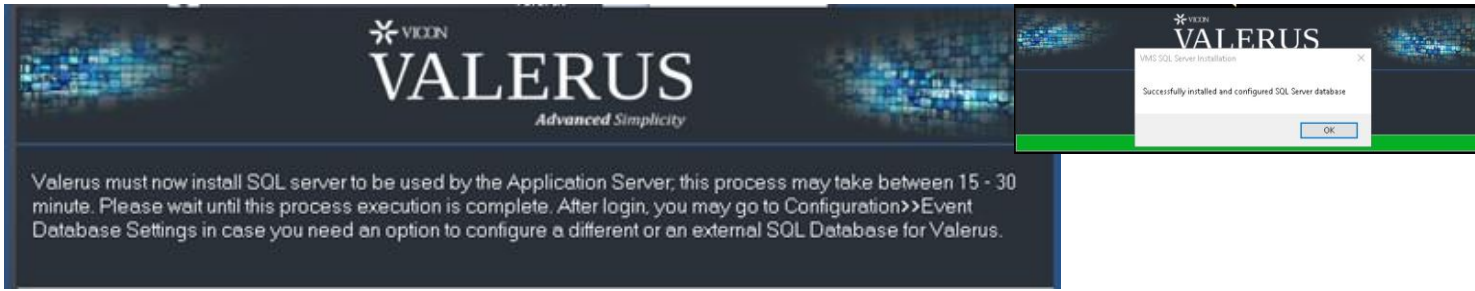 VICON
VALERUS
Advanced Simplicity
Valerus must now install SQL server to be used by the Application Server; this process may take between 15 - 30
minute. Please wait until this process execution is complete. After login, you may go to Configuration>>Event
Database Settings in case you need an option to configure a different or an external SQL Database for Valerus.
VICON
VALERUS
VMS SQL Server Installation
Successfully installed and configured SQL Server database
OK